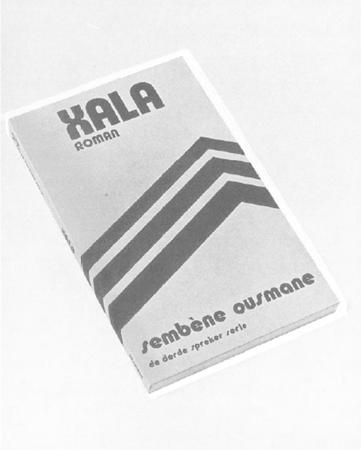 XALA
ROMAN
sembène ousmane
de derde spreker serie